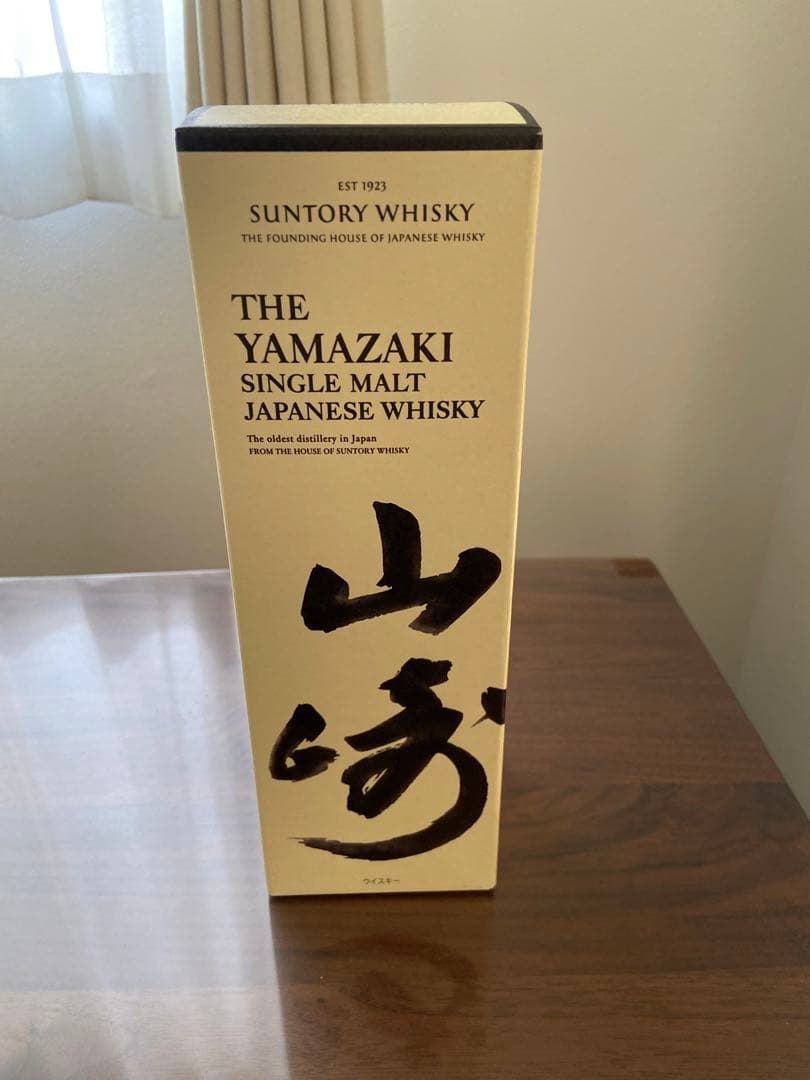 EST 1923
SUNTORY WHISKY
THE FOUNDING HOUSE OF JAPANESE WHISKY
THE
YAMAZAKI
SINGLE MALT
JAPANESE WHISKY
The oldest distillery in Japan
FROM THE HOUSE OF SUNTORY WHISKY
山
崎
ウイスキー